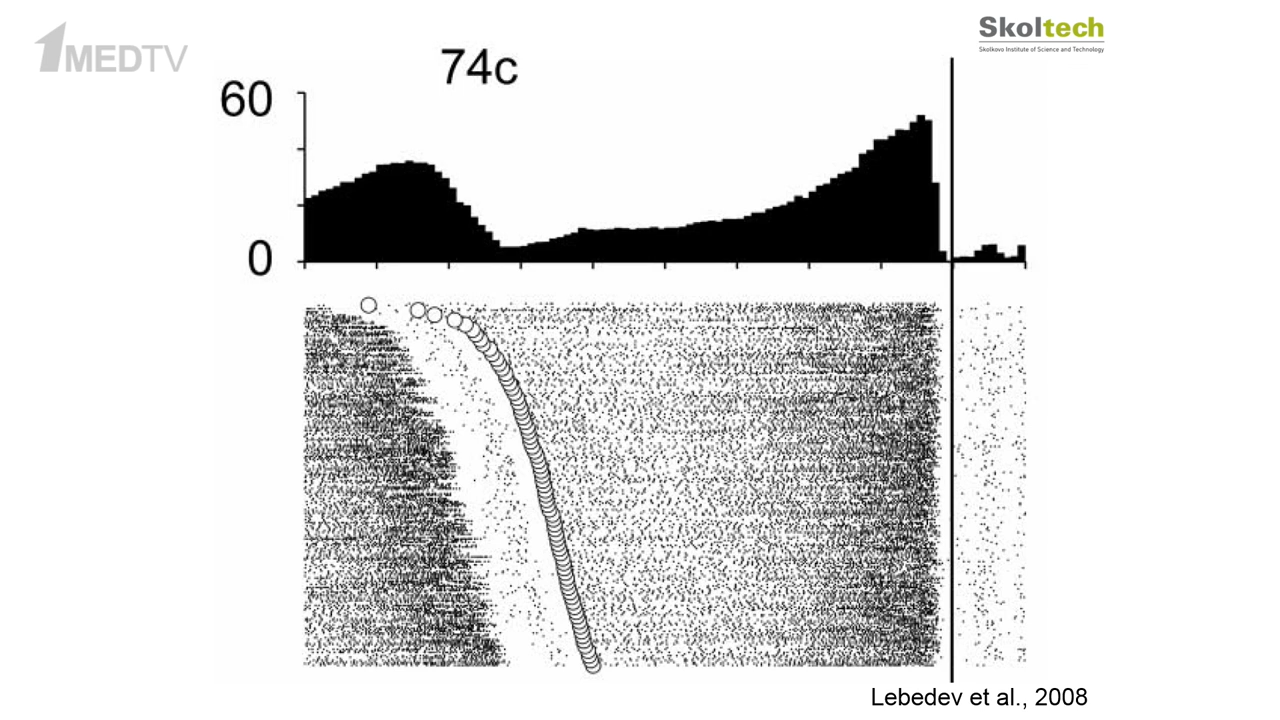 1MEDTV
Skoltech
Skolkovo Institute of Science and Technology
74c
60
0
Lebedev et al., 2008